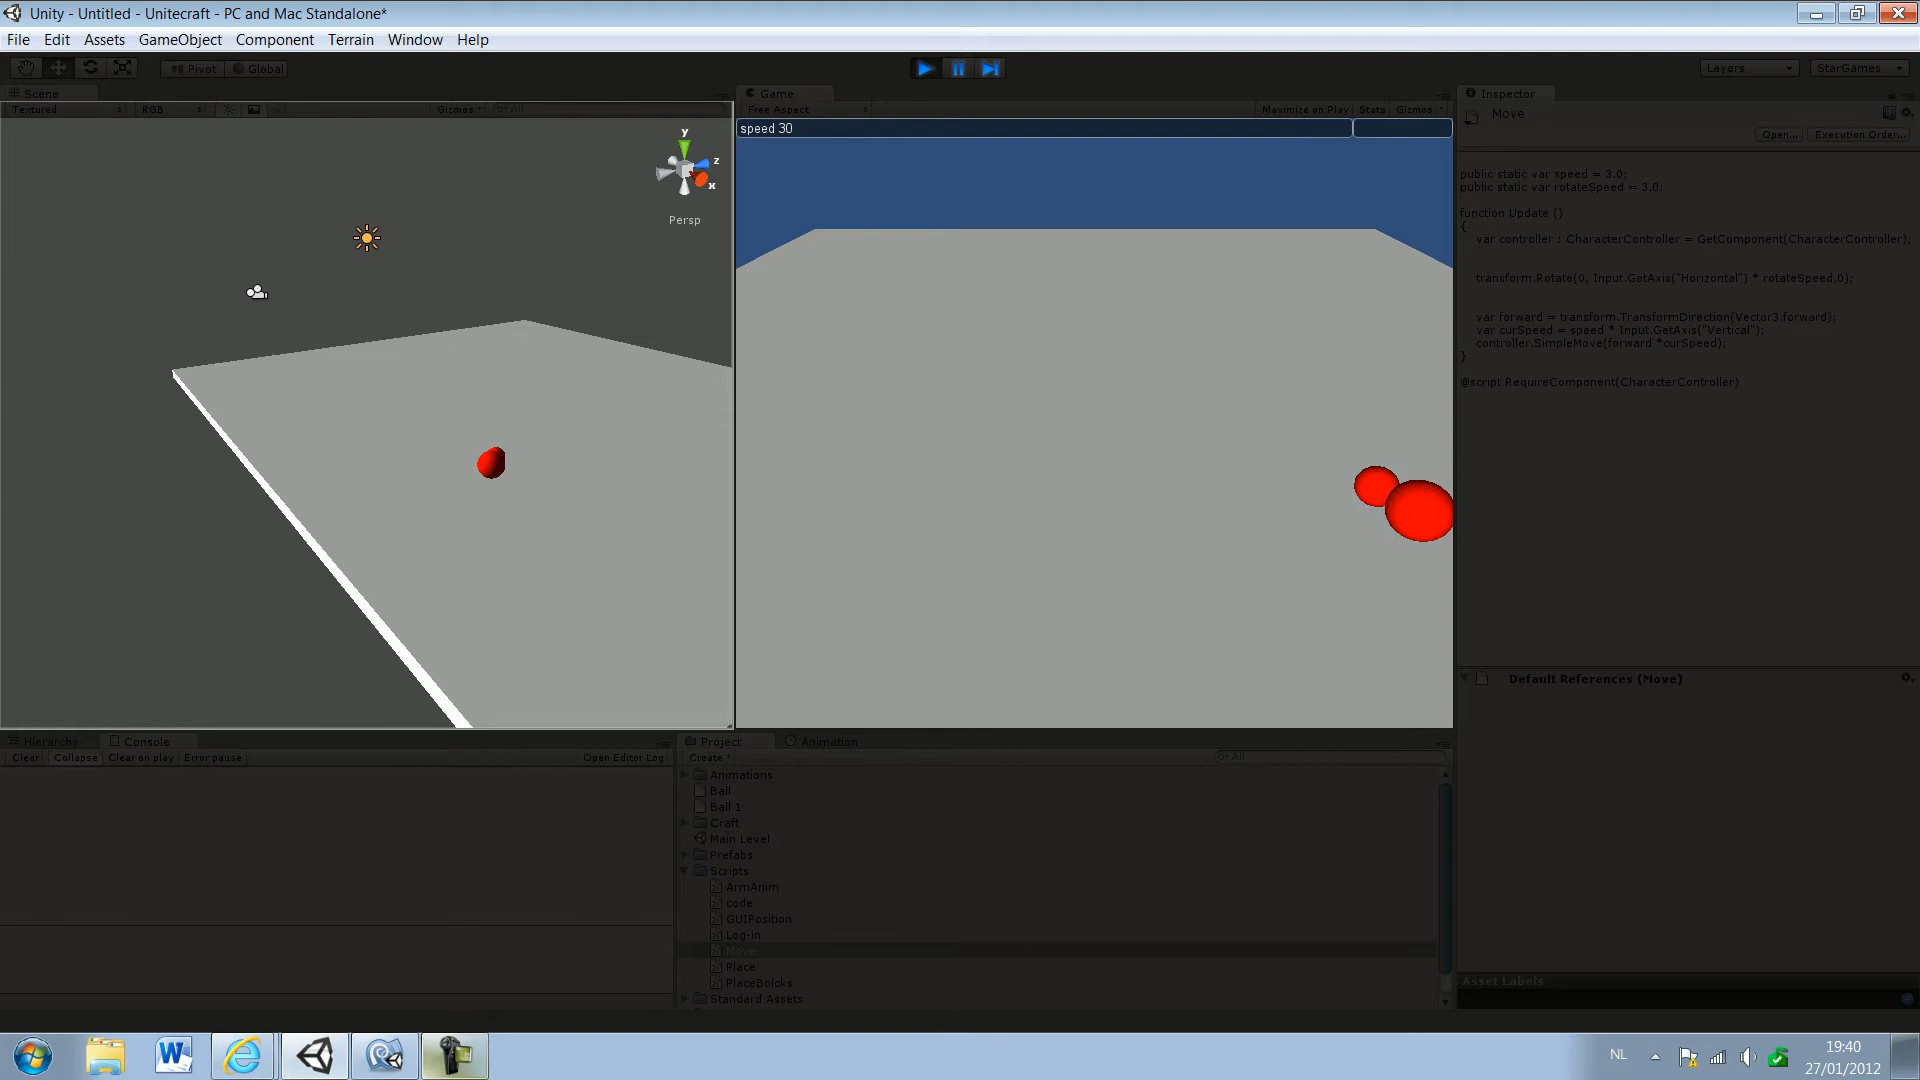 Unity - Untitled - Unitecraft - PC and Mac Standalone*
File Edit Assets GameObject Component Terrain Window Help
Pivot Global Layers StarGames
Scene
Textured RGB Gizmos All
y
z
x
Persp
Game
Free Aspect Maximize on Play Stats Gizmos
speed 30
Inspector
Move
Open... Execution Order...
public static var speed = 3.0;
public static var rotateSpeed = 3.0;
function Update ()
{
var controller : CharacterController = GetComponent(CharacterController);
transform.Rotate(0, Input.GetAxis("Horizontal") * rotateSpeed,0);
var forward = transform.TransformDirection(Vector3.forward);
var curSpeed = speed * Input.GetAxis("Vertical");
controller.SimpleMove(forward *curSpeed);
}
@script RequireComponent(CharacterController)
Default References (Move)
Asset Labels
Hierarchy Console
Clear Collapse Clear on play Error pause Open Editor Log
Project Animation
Create All
Animations
Ball
Ball 1
Craft
Main Level
Prefabs
Scripts
ArmAnim
code
GUIPosition
Log-in
Move
Place
PlaceBolcks
Standard Assets
NL
19:40
27/01/2012